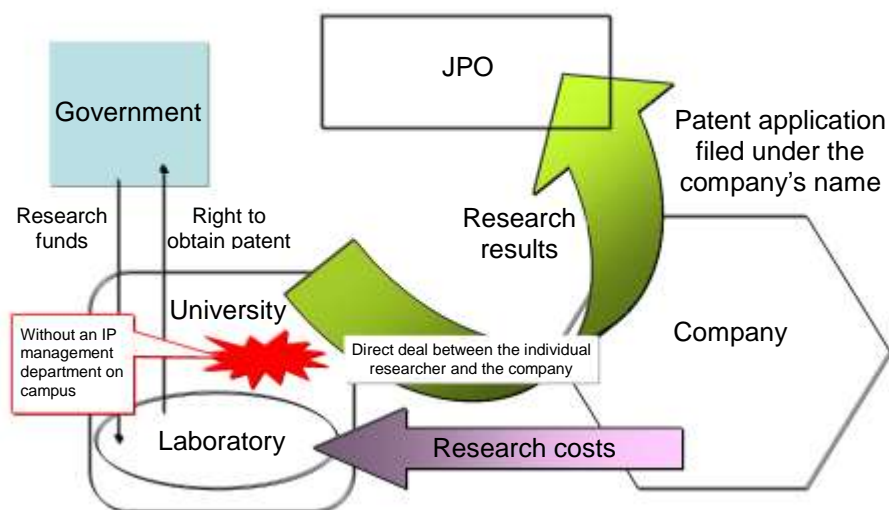 JPO
Government
Patent application
filed under the
company's name
Research
funds
Right to
obtain patent
Research
results
University
Company
Without an IP
management
department on
campus
Direct deal between the individual
researcher and the company
Laboratory
Research costs